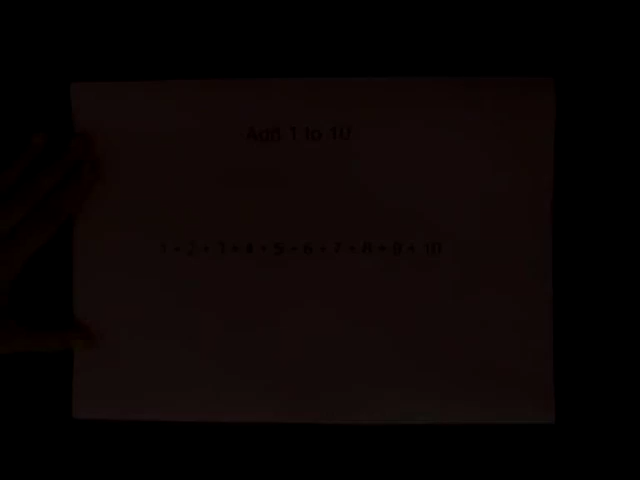 Add 1 to 10
1 + 2 + 3 + 4 + 5 + 6 + 7 + 8 + 9 + 10